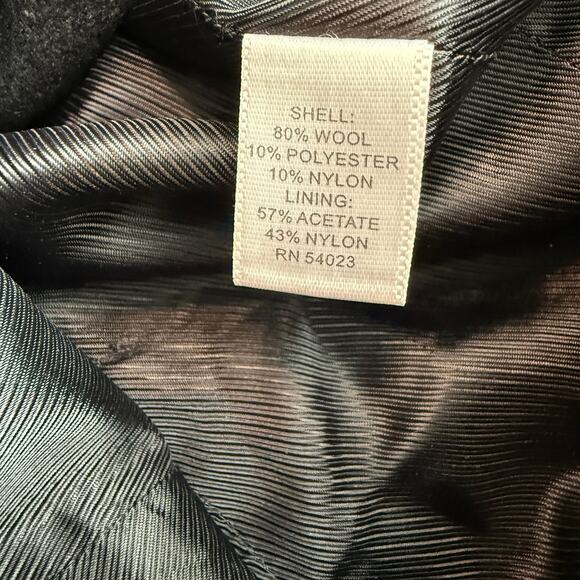 SHELL:
80% WOOL
10% POLYESTER
10% NYLON
LINING:
57% ACETATE
43% NYLON
RN 54023